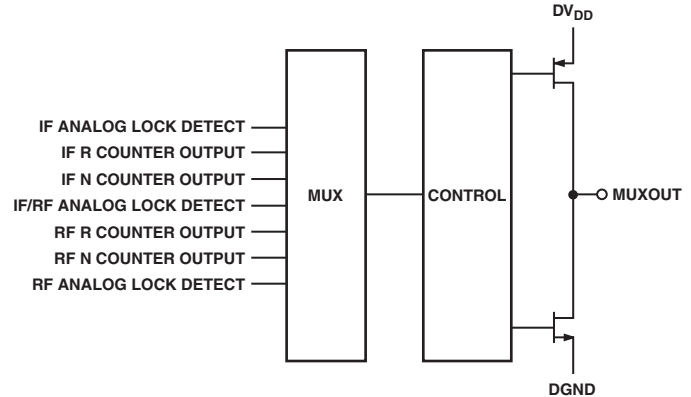 DVDD
IF ANALOG LOCK DETECT
IF R COUNTER OUTPUT
IF N COUNTER OUTPUT
IF/RF ANALOG LOCK DETECT
RF R COUNTER OUTPUT
RF N COUNTER OUTPUT
RF ANALOG LOCK DETECT
MUX
CONTROL
MUXOUT
DGND